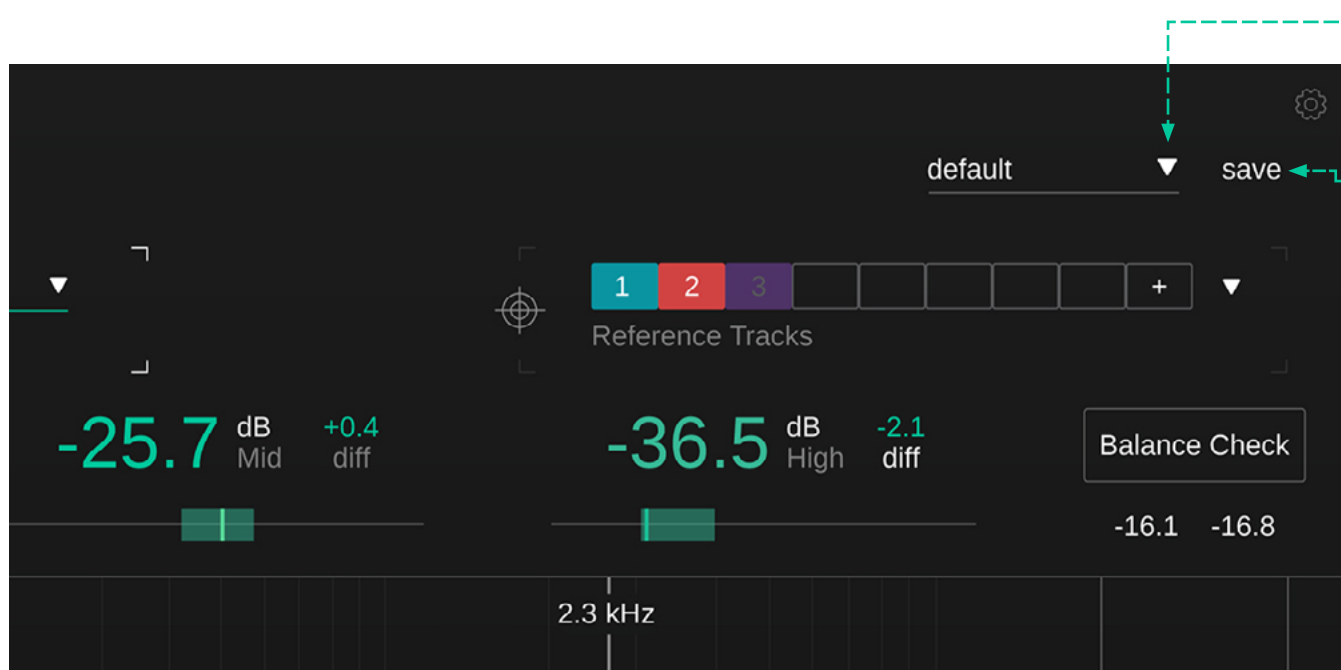 default save
1 2 3 +
Reference Tracks
-25.7 dB Mid +0.4 diff
-36.5 dB High -2.1 diff
Balance Check
-16.1 -16.8
2.3 kHz